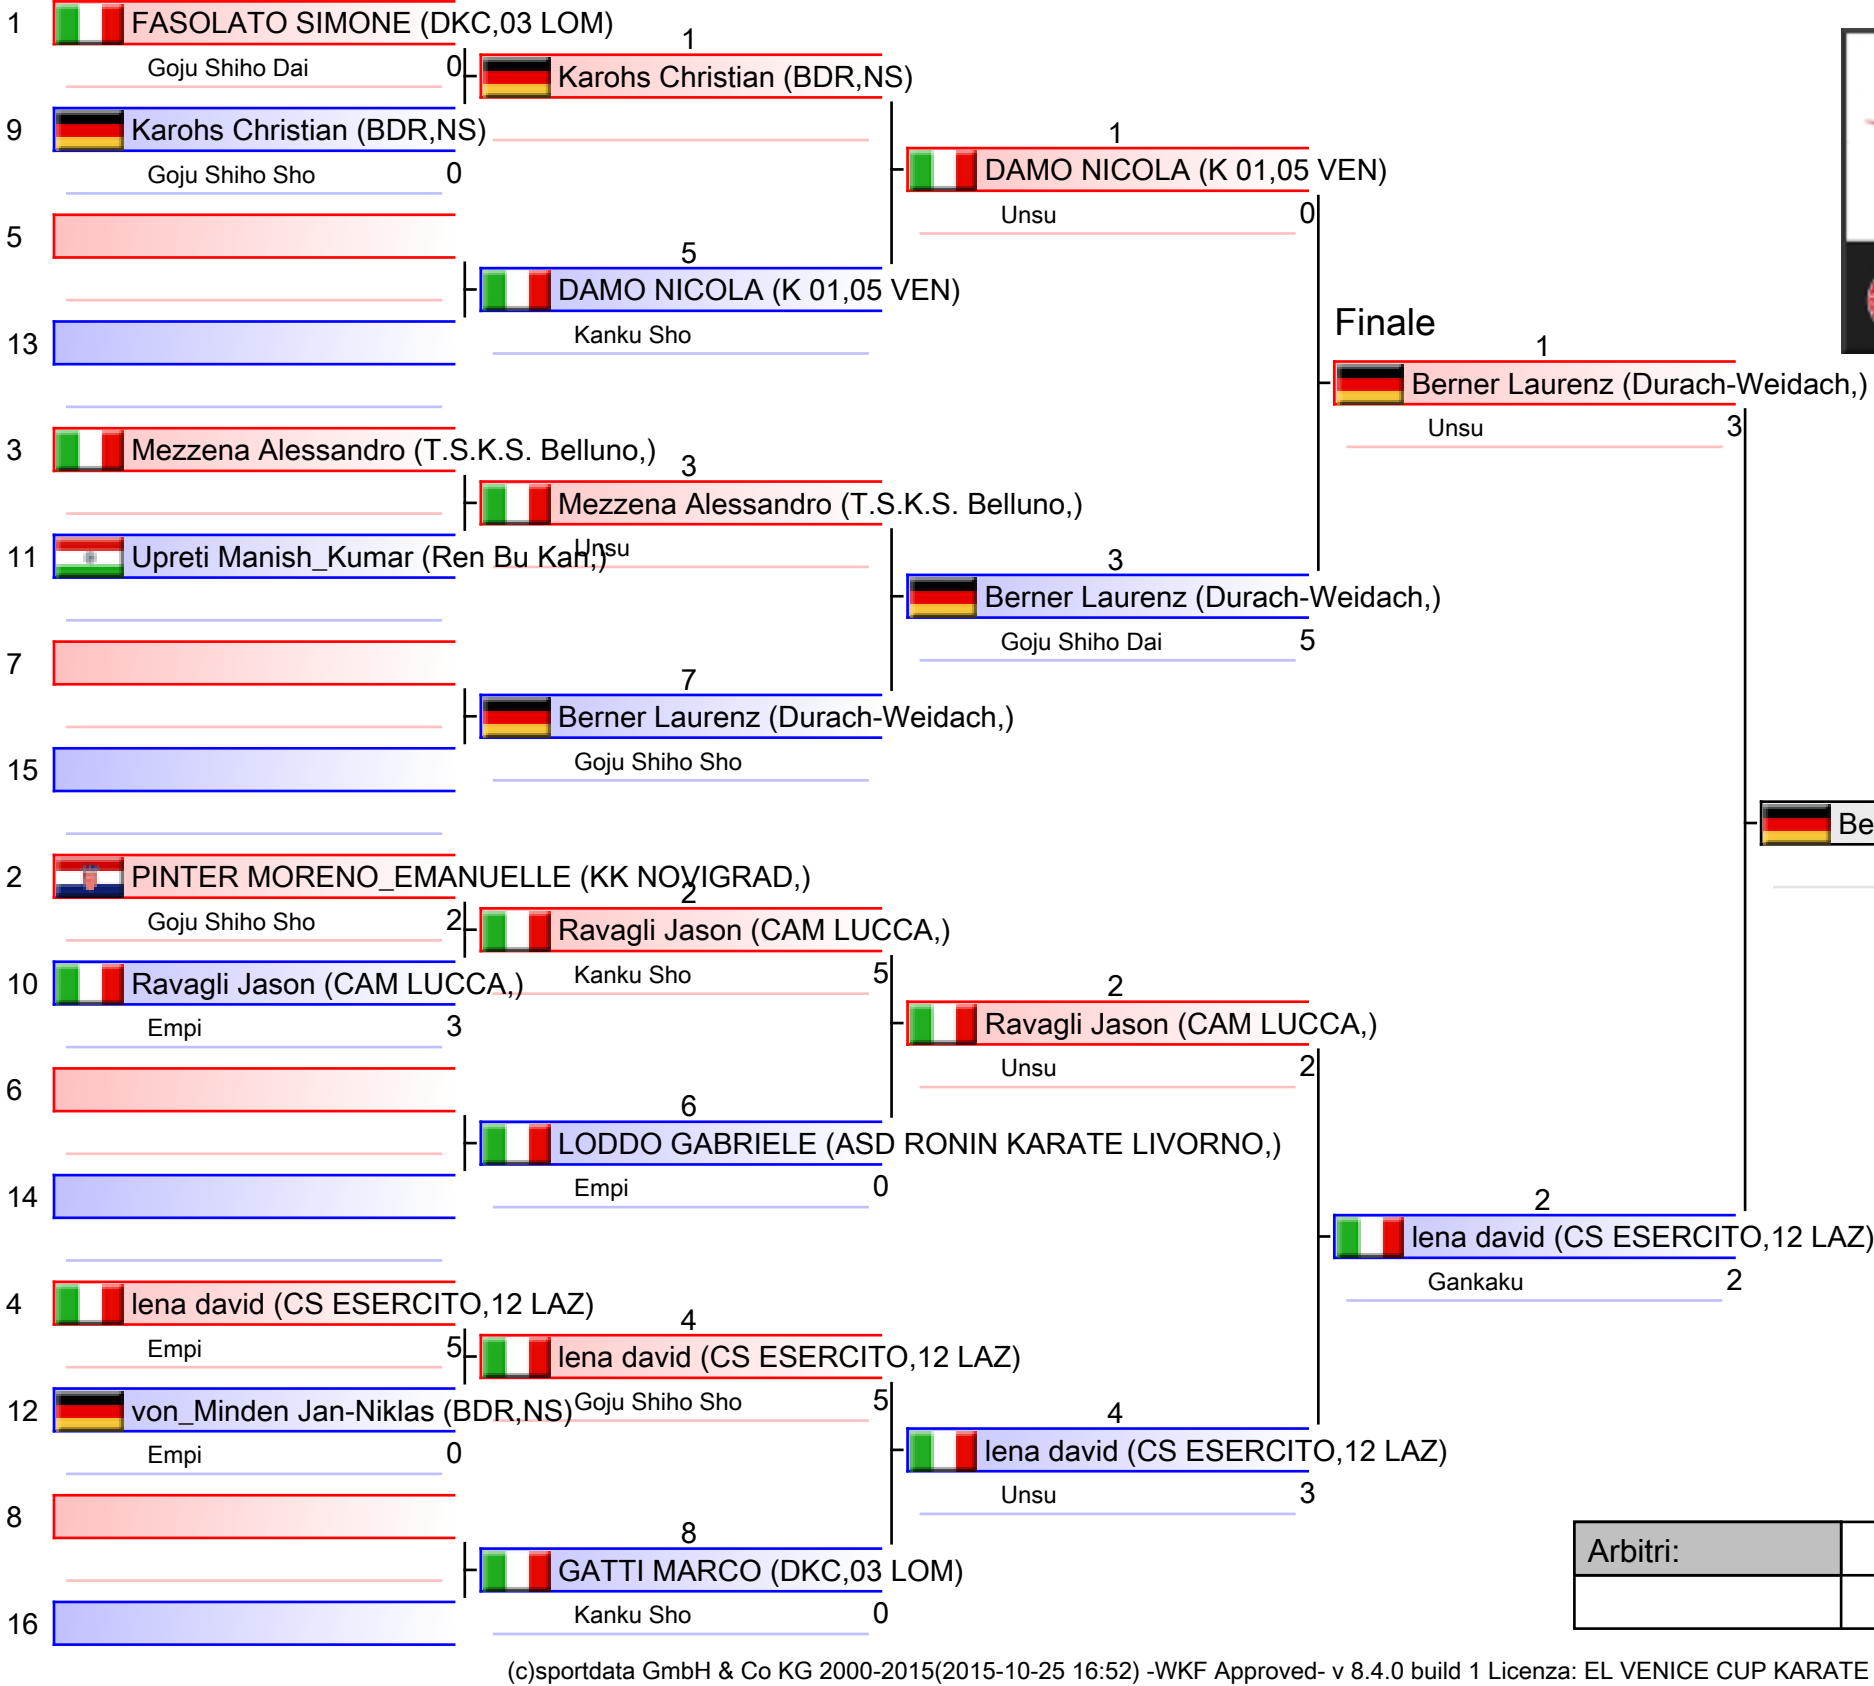 1 FASOLATO SIMONE (DKC,03 LOM)
Goju Shiho Dai 0
9 Karohs Christian (BDR,NS)
Goju Shiho Sho 0
5
13
3 Mezzena Alessandro (T.S.K.S. Belluno,)
11 Upreti Manish_Kumar (Ren Bu Kan,)
7
15
2 PINTER MORENO_EMANUELLE (KK NOVIGRAD,)
Goju Shiho Sho 2
10 Ravagli Jason (CAM LUCCA,)
Empi 3
6
14
4 Iena david (CS ESERCITO,12 LAZ)
Empi 5
12 von_Minden Jan-Niklas (BDR,NS)
Empi 0
8
16
1
Karohs Christian (BDR,NS)
5
DAMO NICOLA (K 01,05 VEN)
Kanku Sho
3
Mezzena Alessandro (T.S.K.S. Belluno,)
Unsu
7
Berner Laurenz (Durach-Weidach,)
Goju Shiho Sho
2
Ravagli Jason (CAM LUCCA,)
Kanku Sho 5
6
LODDO GABRIELE (ASD RONIN KARATE LIVORNO,)
Empi 0
4
Iena david (CS ESERCITO,12 LAZ)
Goju Shiho Sho 5
8
GATTI MARCO (DKC,03 LOM)
Kanku Sho 0
1
DAMO NICOLA (K 01,05 VEN)
Unsu 0
3
Berner Laurenz (Durach-Weidach,)
Goju Shiho Dai 5
2
Ravagli Jason (CAM LUCCA,)
Unsu 2
4
Iena david (CS ESERCITO,12 LAZ)
Unsu 3
Finale
1
Berner Laurenz (Durach-Weidach,)
Unsu 3
2
Iena david (CS ESERCITO,12 LAZ)
Gankaku 2
Be
Arbitri:
(c)sportdata GmbH & Co KG 2000-2015(2015-10-25 16:52) -WKF Approved- v 8.4.0 build 1 Licenza: EL VENICE CUP KARATE